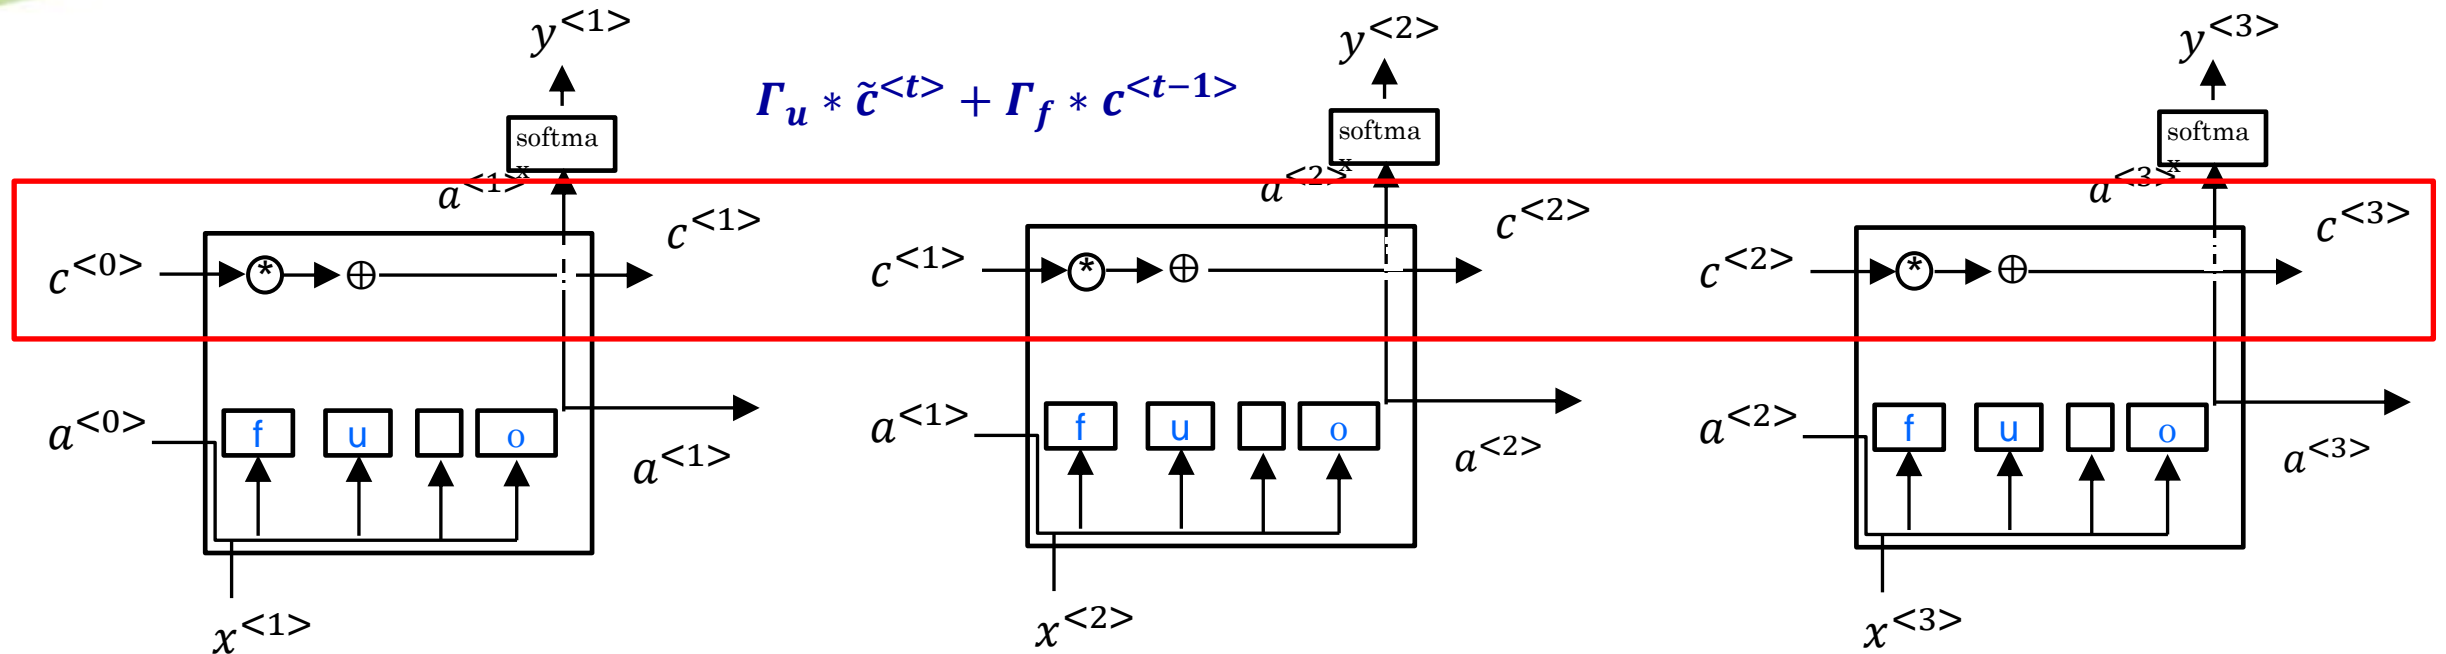 y<1>
y<2>
y<3>
Γu * c̃<t> + Γf * c<t−1>
softma
x
softma
x
softma
x
a<1>
a<2>
a<3>
c<1>
c<2>
c<3>
c<0>
*
⊕
c<1>
*
⊕
c<2>
*
⊕
a<0>
f
u
o
a<1>
a<1>
f
u
o
a<2>
a<2>
f
u
o
a<3>
x<1>
x<2>
x<3>